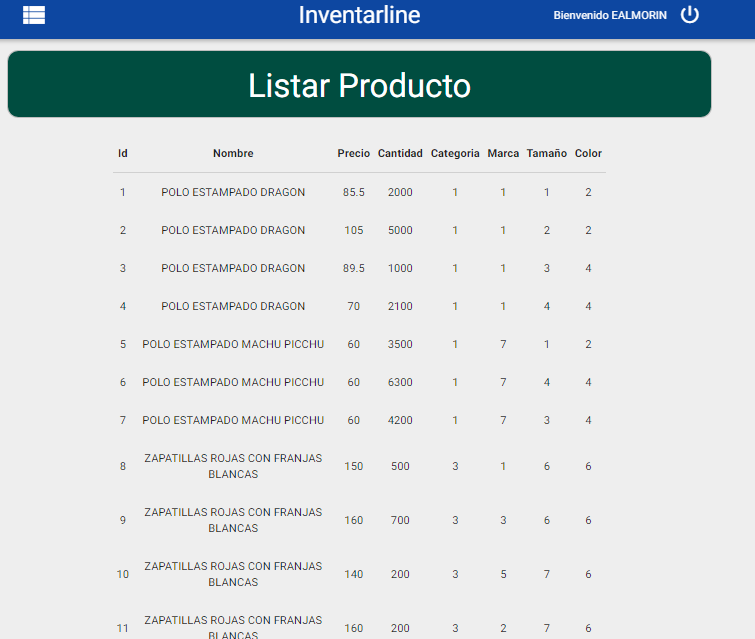 Inventarline
Bienvenido EALMORIN
Listar Producto
Id Nombre Precio Cantidad Categoria Marca Tamaño Color
1 POLO ESTAMPADO DRAGON 85.5 2000 1 1 1 2
2 POLO ESTAMPADO DRAGON 105 5000 1 1 2 2
3 POLO ESTAMPADO DRAGON 89.5 1000 1 1 3 4
4 POLO ESTAMPADO DRAGON 70 2100 1 1 4 4
5 POLO ESTAMPADO MACHU PICCHU 60 3500 1 7 1 2
6 POLO ESTAMPADO MACHU PICCHU 60 6300 1 7 4 4
7 POLO ESTAMPADO MACHU PICCHU 60 4200 1 7 3 4
ZAPATILLAS ROJAS CON FRANJAS
8 BLANCAS 150 500 3 1 6 6
ZAPATILLAS ROJAS CON FRANJAS
9 BLANCAS 160 700 3 3 6 6
ZAPATILLAS ROJAS CON FRANJAS
10 BLANCAS 140 200 3 5 7 6
ZAPATILLAS ROJAS CON FRANJAS
11 BLANCAS 160 200 3 2 7 6